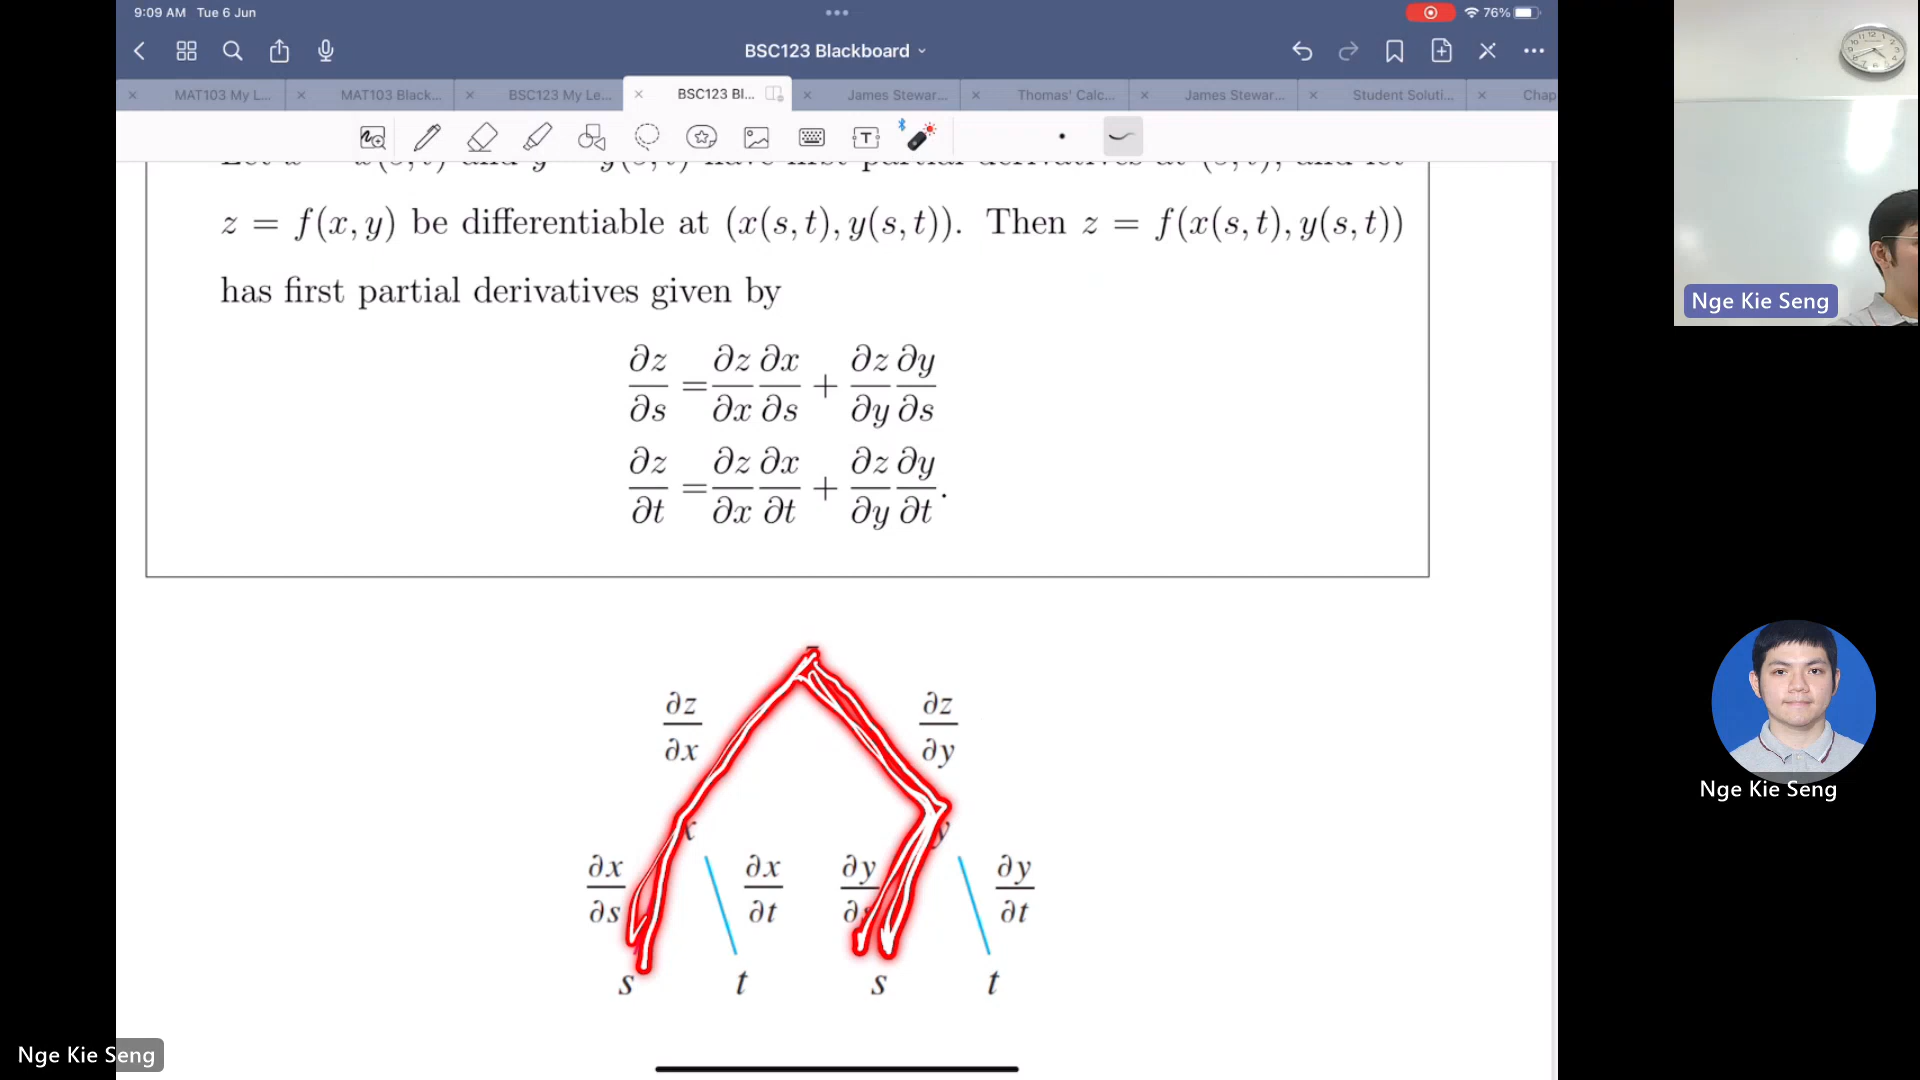 9:09 AM Tue 6 Jun
76%
BSC123 Blackboard
MAT103 My L...
MAT103 Black...
BSC123 My Le...
BSC123 Bl...
James Stewar...
Thomas' Calc...
James Stewar...
Student Soluti...
Chap
z = f(x, y) be differentiable at (x(s, t), y(s, t)). Then z = f(x(s, t), y(s, t))
has first partial derivatives given by
∂z/∂s = ∂z/∂x ∂x/∂s + ∂z/∂y ∂y/∂s
∂z/∂t = ∂z/∂x ∂x/∂t + ∂z/∂y ∂y/∂t.
∂z/∂x ∂z/∂y
∂x/∂s ∂x/∂t ∂y/∂s ∂y/∂t
s t s t
Nge Kie Seng
Nge Kie Seng
Nge Kie Seng